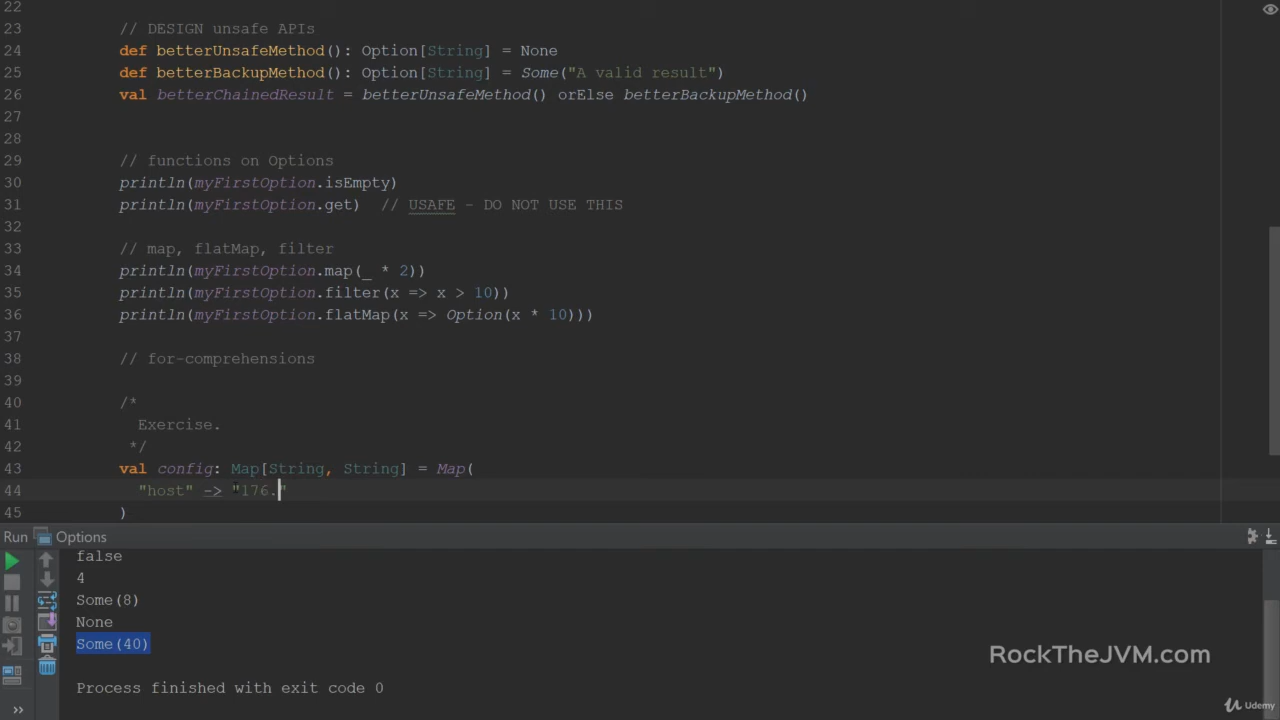 22
23 // DESIGN unsafe APIs
24 def betterUnsafeMethod(): Option[String] = None
25 def betterBackupMethod(): Option[String] = Some("A valid result")
26 val betterChainedResult = betterUnsafeMethod() orElse betterBackupMethod()
27
28
29 // functions on Options
30 println(myFirstOption.isEmpty)
31 println(myFirstOption.get) // USAFE - DO NOT USE THIS
32
33 // map, flatMap, filter
34 println(myFirstOption.map(_ * 2))
35 println(myFirstOption.filter(x => x > 10))
36 println(myFirstOption.flatMap(x => Option(x * 10)))
37
38 // for-comprehensions
39
40 /*
41 Exercise.
42 */
43 val config: Map[String, String] = Map(
44 "host" -> "176."
45 )
Run Options
false
4
Some(8)
None
Some(40)
Process finished with exit code 0
RockTheJVM.com
Udemy